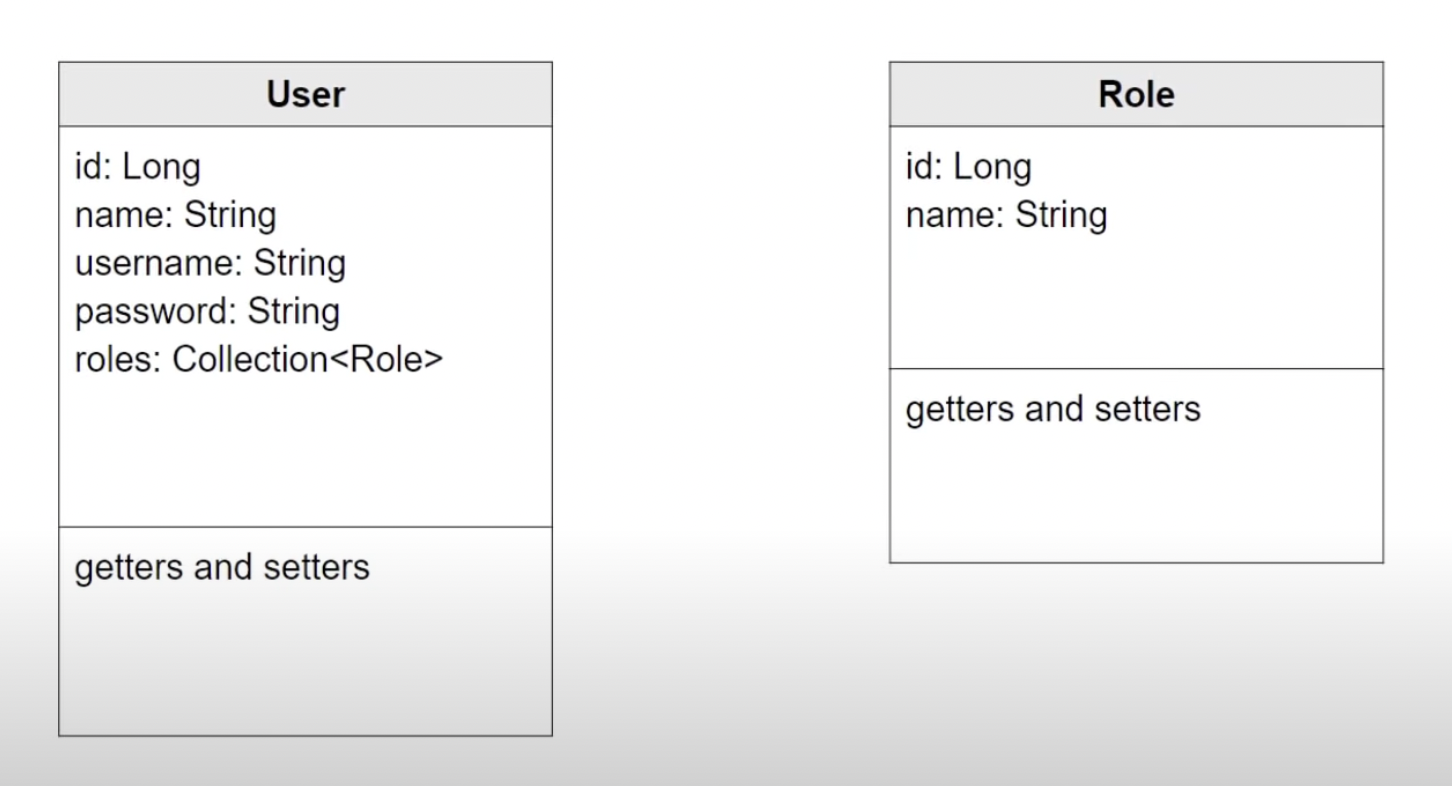 User
id: Long
name: String
username: String
password: String
roles: Collection<Role>
getters and setters
Role
id: Long
name: String
getters and setters